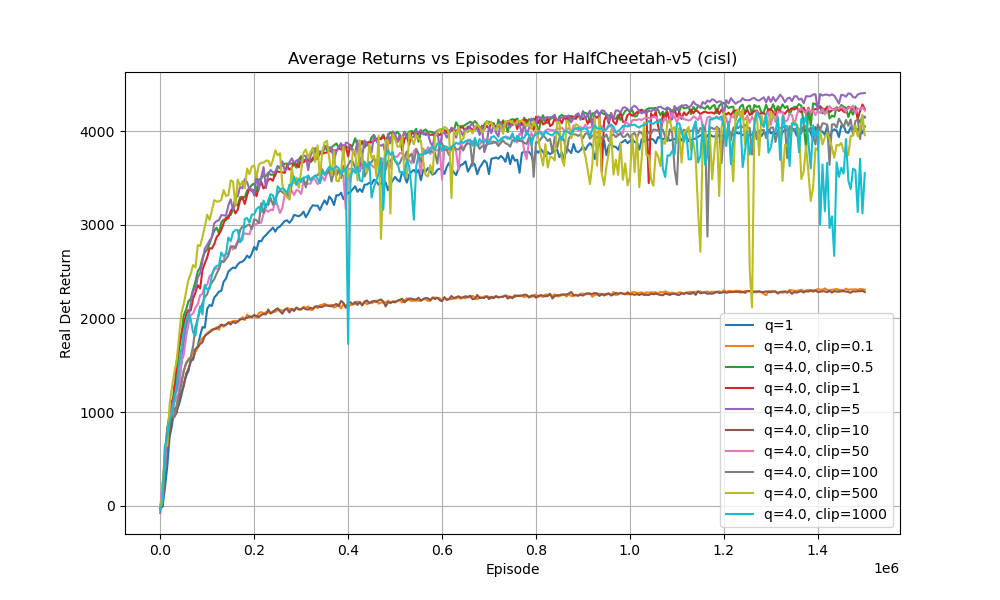 Average Returns vs Episodes for HalfCheetah-v5 (cisl)
Real Det Return
4000
3000
2000
1000
0
0.0 0.2 0.4 0.6 0.8 1.0 1.2 1.4
1e6
Episode
q=1
q=4.0, clip=0.1
q=4.0, clip=0.5
q=4.0, clip=1
q=4.0, clip=5
q=4.0, clip=10
q=4.0, clip=50
q=4.0, clip=100
q=4.0, clip=500
q=4.0, clip=1000